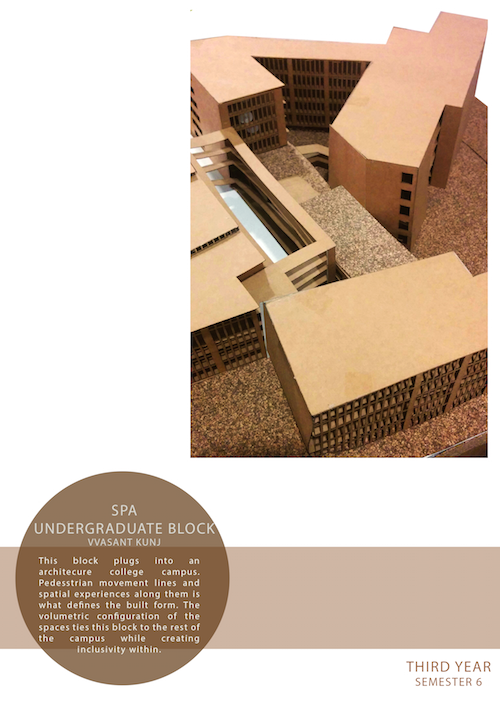 SPA
UNDERGRADUATE BLOCK
VVASANT KUNJ
This block plugs into an
architecure college campus.
Pedesstrian movement lines and
spatial experiences along them is
what defines the built form. The
volumetric configuration of the
spaces ties this block to the rest of
the campus while creating
inclusivity within.
THIRD YEAR
SEMESTER 6